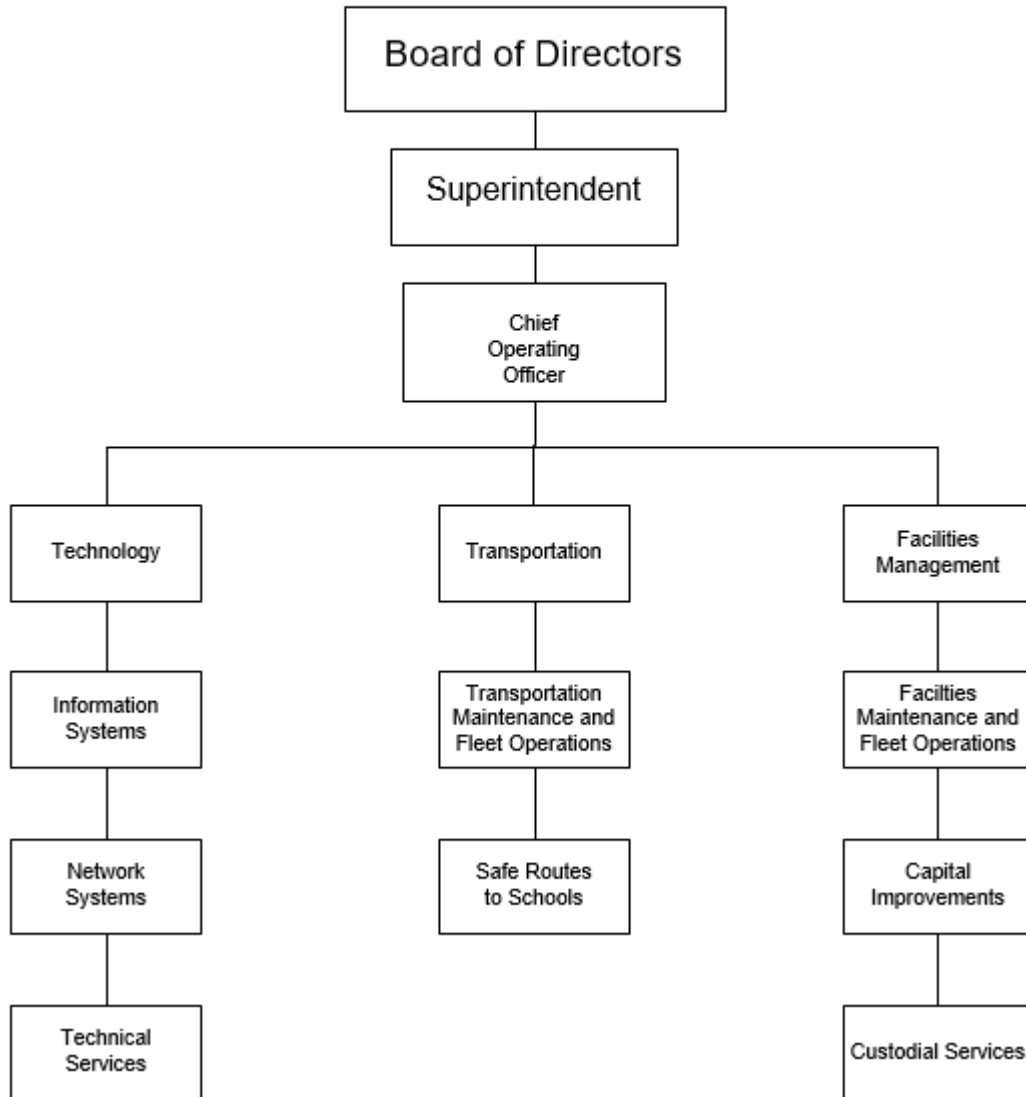 Board of Directors
Superintendent
Chief
Operating
Officer
Technology
Transportation
Facilities
Management
Information
Systems
Transportation
Maintenance and
Fleet Operations
Facilties
Maintenance and
Fleet Operations
Network
Systems
Safe Routes
to Schools
Capital
Improvements
Technical
Services
Custodial Services